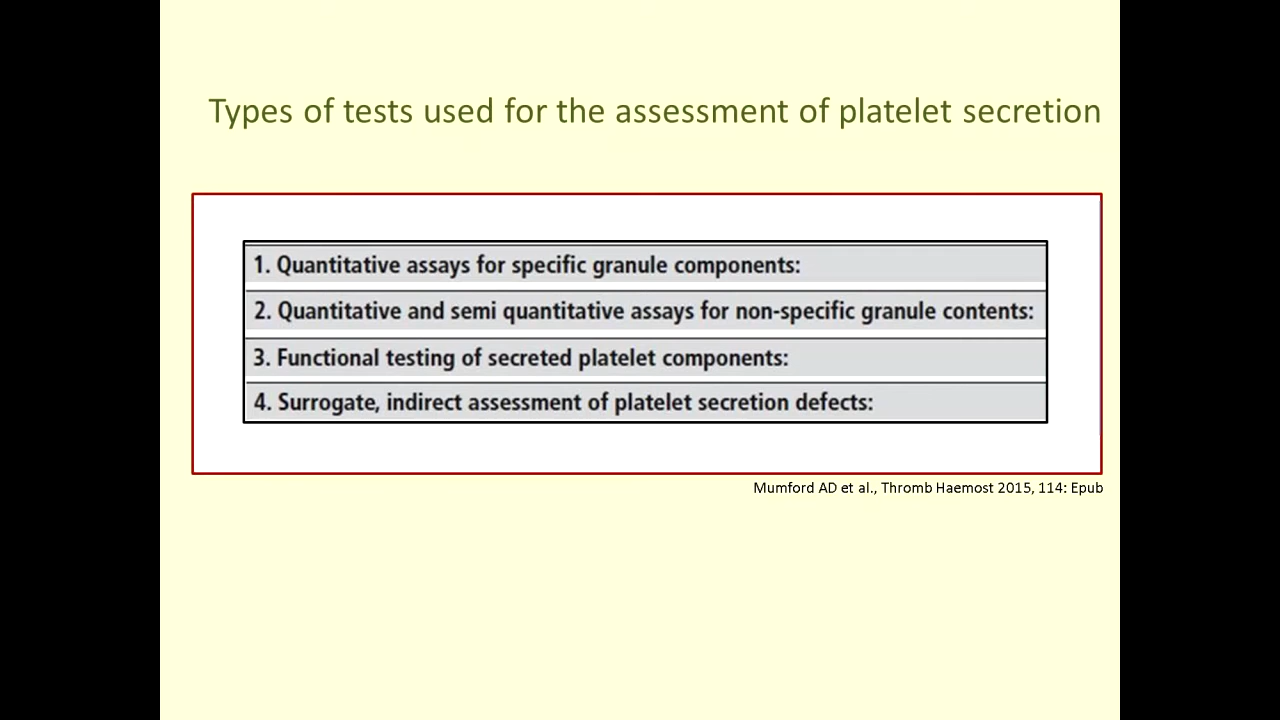 Types of tests used for the assessment of platelet secretion
1. Quantitative assays for specific granule components:
2. Quantitative and semi quantitative assays for non-specific granule contents:
3. Functional testing of secreted platelet components:
4. Surrogate, indirect assessment of platelet secretion defects:
Mumford AD et al., Thromb Haemost 2015, 114: Epub